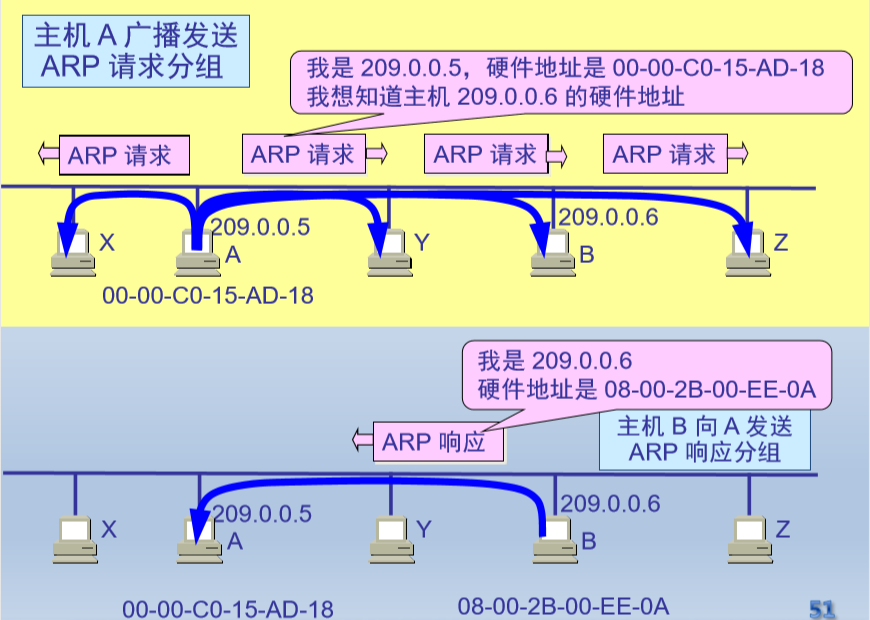 主机 A 广播发送
ARP 请求分组
我是 209.0.0.5，硬件地址是 00-00-C0-15-AD-18
我想知道主机 209.0.0.6 的硬件地址
ARP 请求
ARP 请求
ARP 请求
ARP 请求
209.0.0.5
209.0.0.6
X
A
Y
B
Z
00-00-C0-15-AD-18
我是 209.0.0.6
硬件地址是 08-00-2B-00-EE-0A
ARP 响应
主机 B 向 A 发送
ARP 响应分组
209.0.0.5
209.0.0.6
X
A
Y
B
Z
00-00-C0-15-AD-18
08-00-2B-00-EE-0A
51